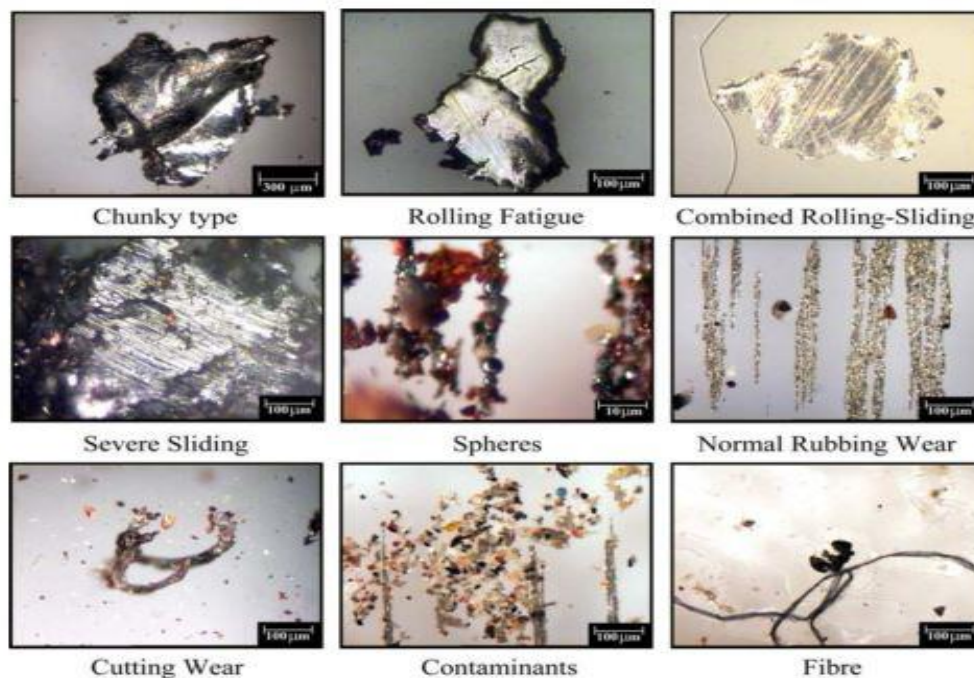 300 μm
100μm
100μm
Chunky type
Rolling Fatigue
Combined Rolling-Sliding
100μm
10μm
100μm
Severe Sliding
Spheres
Normal Rubbing Wear
100μm
100μm
100μm
Cutting Wear
Contaminants
Fibre